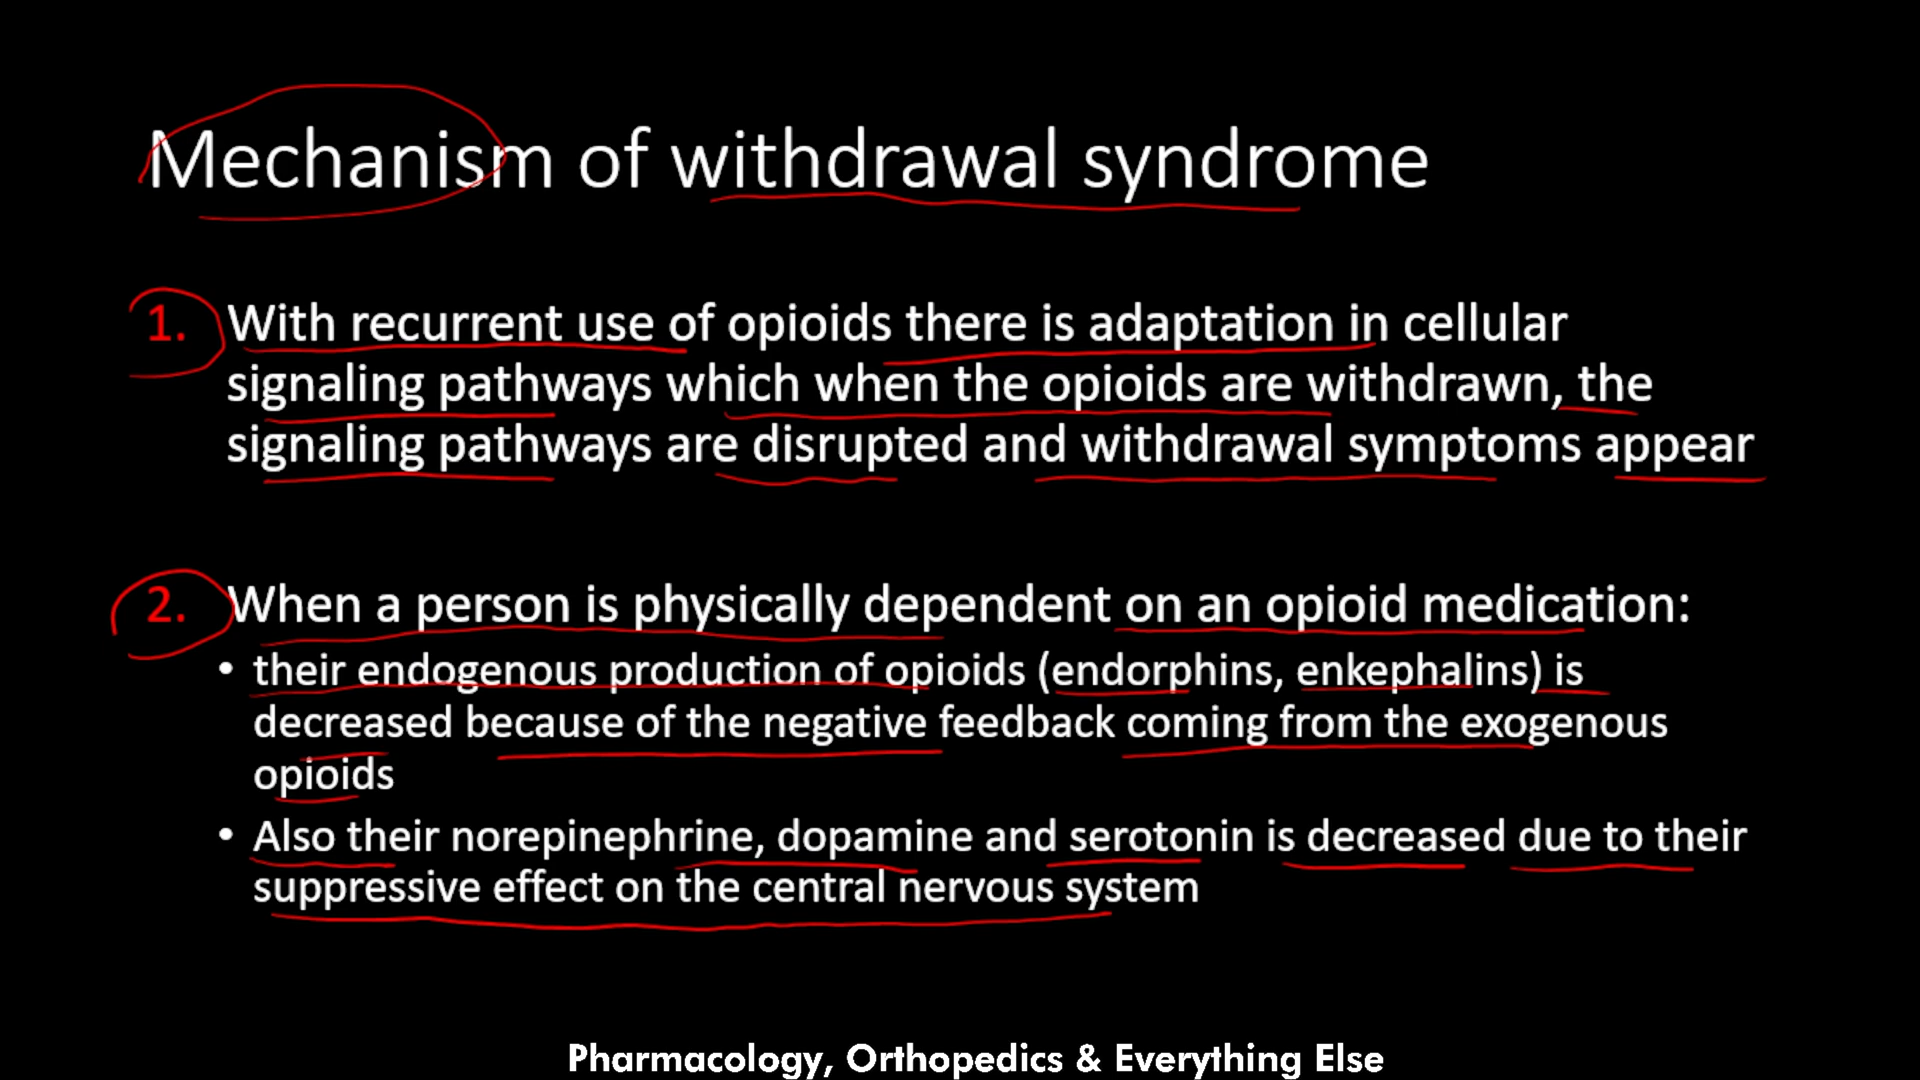 Mechanism of withdrawal syndrome
1. With recurrent use of opioids there is adaptation in cellular
signaling pathways which when the opioids are withdrawn, the
signaling pathways are disrupted and withdrawal symptoms appear
2. When a person is physically dependent on an opioid medication:
• their endogenous production of opioids (endorphins, enkephalins) is
decreased because of the negative feedback coming from the exogenous
opioids
• Also their norepinephrine, dopamine and serotonin is decreased due to their
suppressive effect on the central nervous system
Pharmacology, Orthopedics & Everything Else